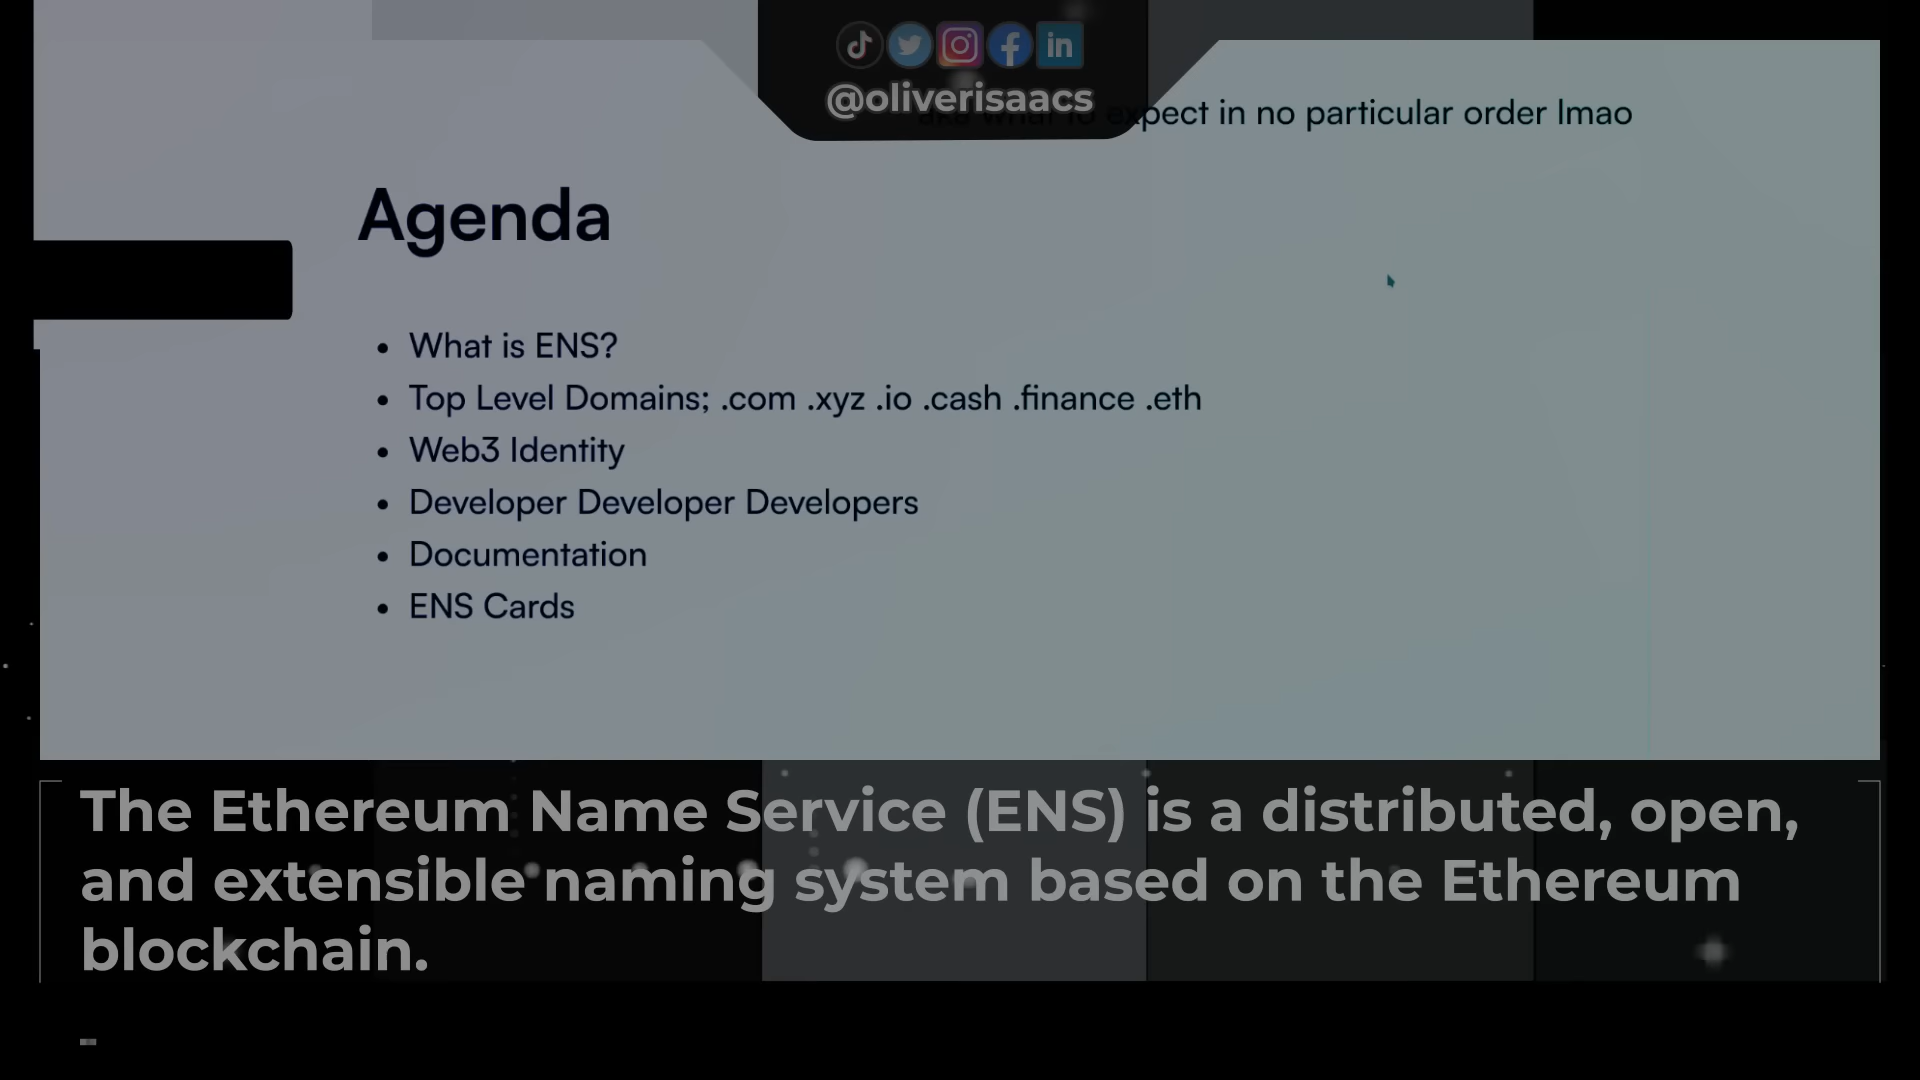 @oliverisaacs
expect in no particular order lmao
Agenda
• What is ENS?
• Top Level Domains; .com .xyz .io .cash .finance .eth
• Web3 Identity
• Developer Developer Developers
• Documentation
• ENS Cards
The Ethereum Name Service (ENS) is a distributed, open,
and extensible naming system based on the Ethereum
blockchain.